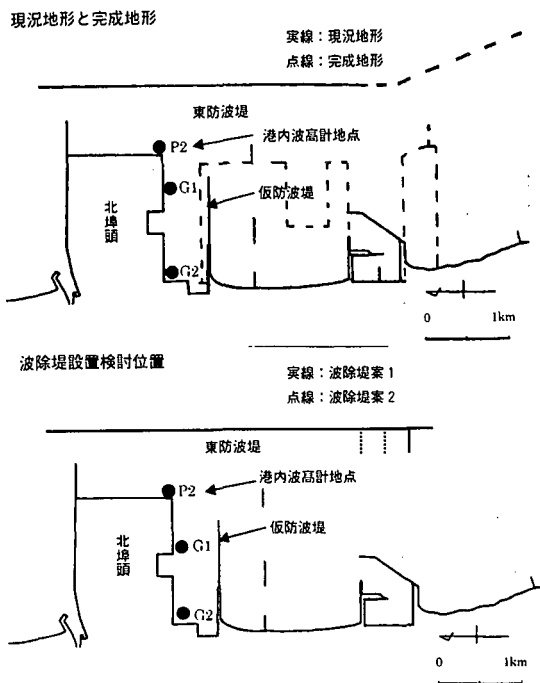 現況地形と完成地形
実線：現況地形
点線：完成地形
東防波堤
P2
港内波高計地点
G1
仮防波堤
北埠頭
G2
0 1km
波除堤設置検討位置
実線：波除堤案1
点線：波除堤案2
東防波堤
P2
港内波高計地点
仮防波堤
北埠頭
G1
G2
0 1km